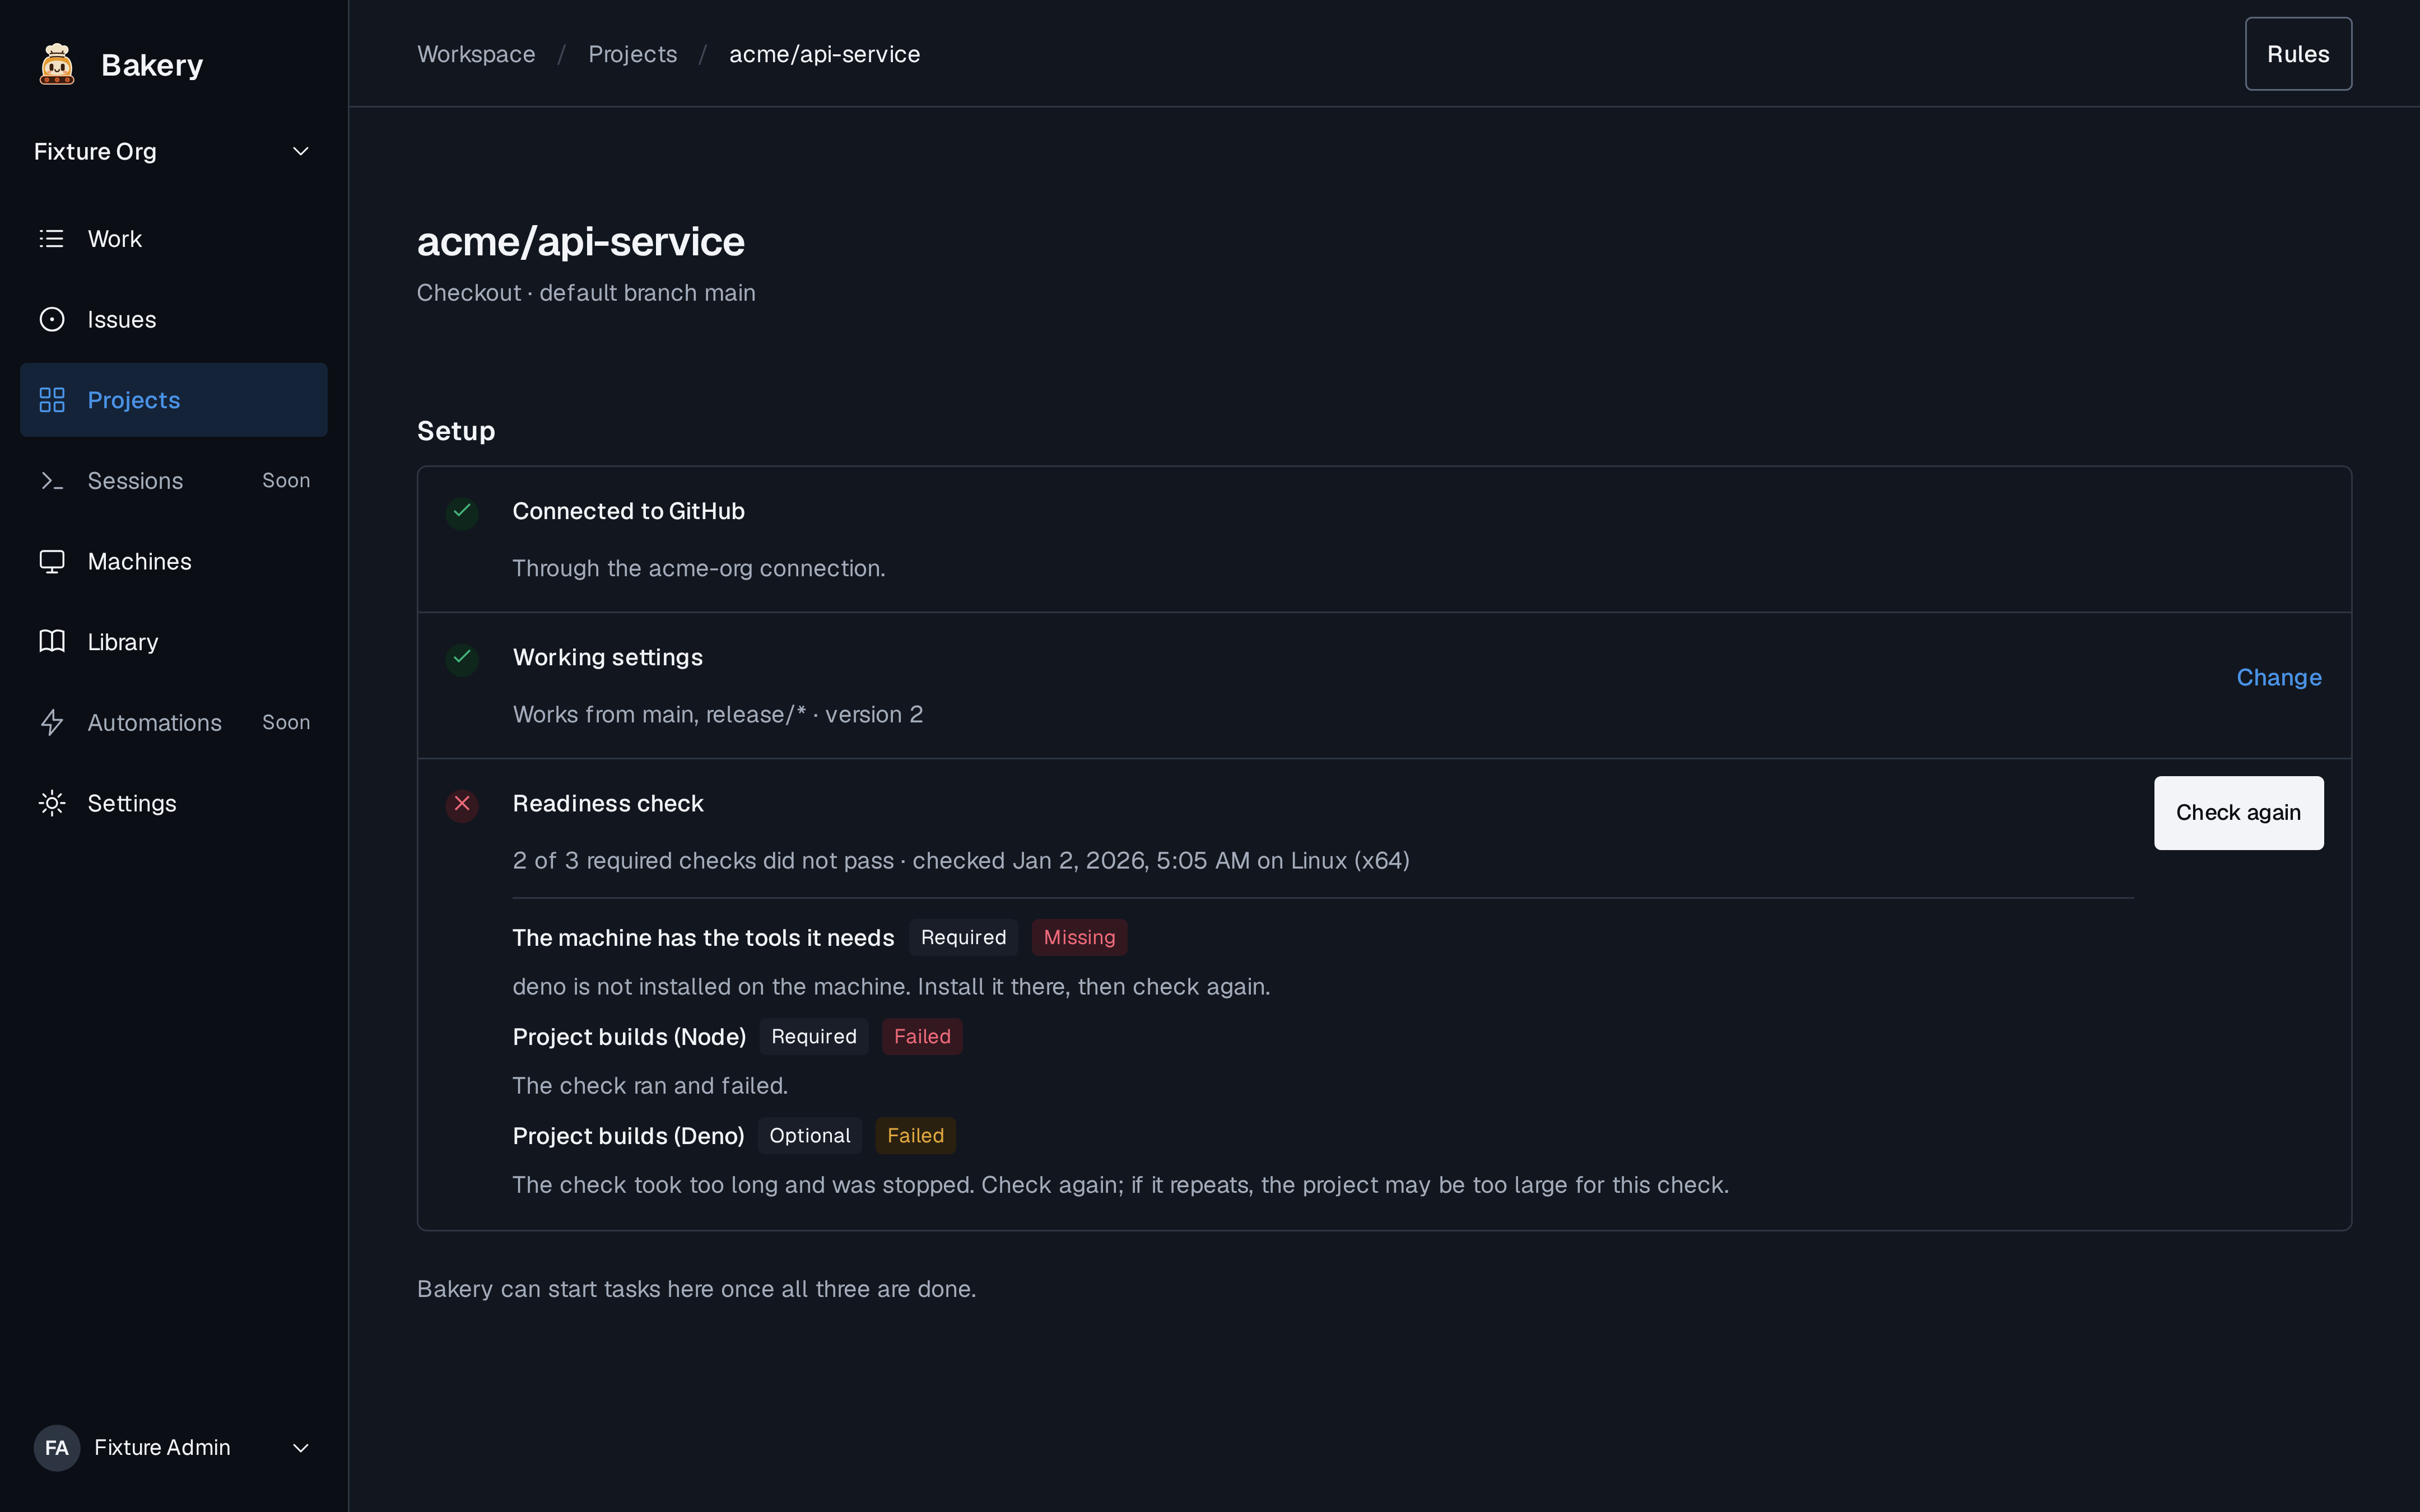 Bakery
Fixture Org
Work
Issues
Projects
Sessions Soon
Machines
Library
Automations Soon
Settings
FA Fixture Admin
Workspace / Projects / acme/api-service
Rules
acme/api-service
Checkout · default branch main
Setup
Connected to GitHub
Through the acme-org connection.
Working settings
Works from main, release/* · version 2
Change
Readiness check
2 of 3 required checks did not pass · checked Jan 2, 2026, 5:05 AM on Linux (x64)
Check again
The machine has the tools it needs Required Missing
deno is not installed on the machine. Install it there, then check again.
Project builds (Node) Required Failed
The check ran and failed.
Project builds (Deno) Optional Failed
The check took too long and was stopped. Check again; if it repeats, the project may be too large for this check.
Bakery can start tasks here once all three are done.